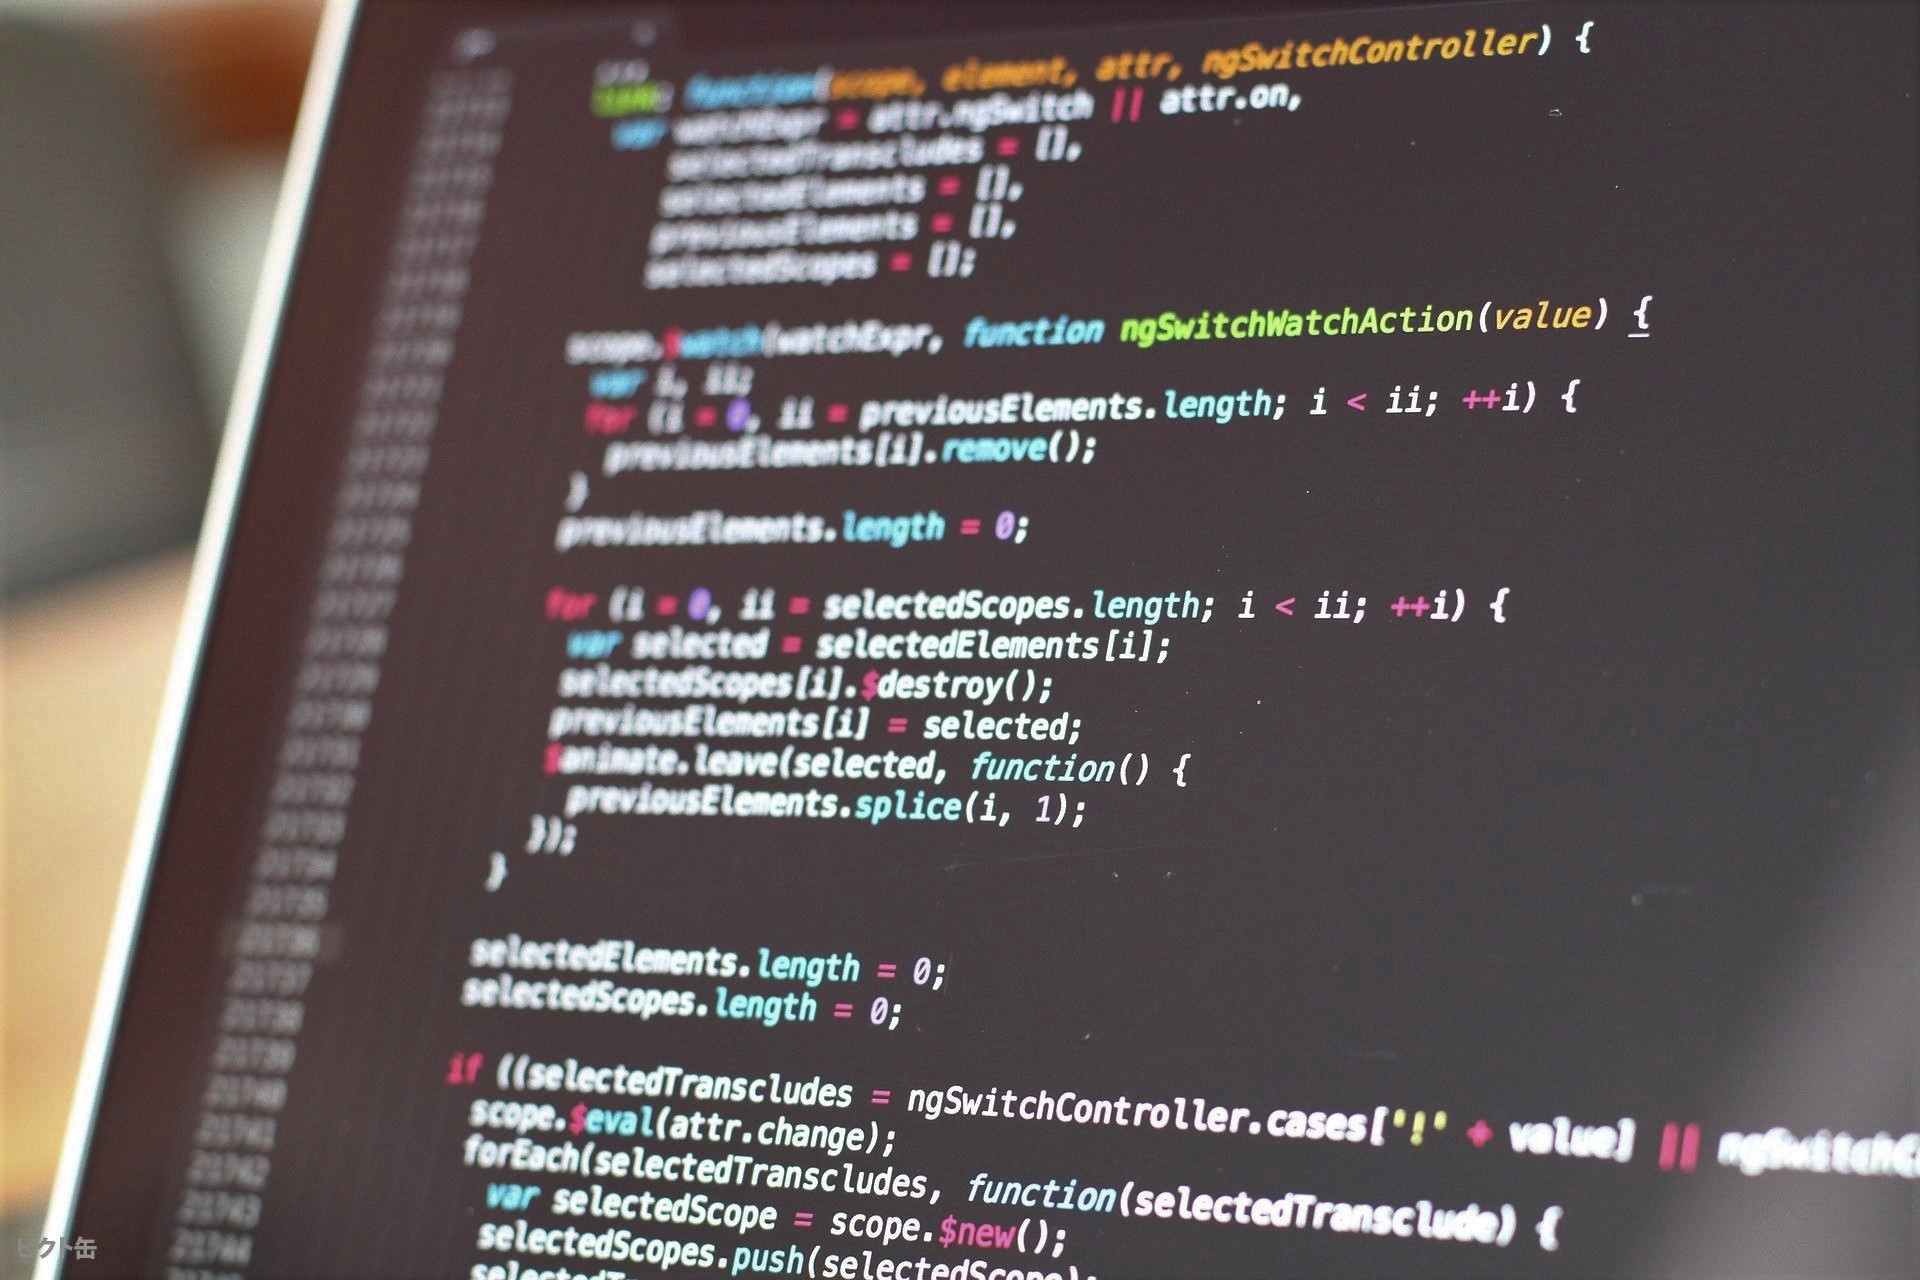 link: function(scope, element, attr, ngSwitchController) {
var watchExpr = attr.ngSwitch || attr.on,
selectedTranscludes = [],
selectedElements = [],
previousElements = [],
selectedScopes = [];
scope.$watch(watchExpr, function ngSwitchWatchAction(value) {
var i, ii;
for (i = 0, ii = previousElements.length; i < ii; ++i) {
previousElements[i].remove();
}
previousElements.length = 0;
for (i = 0, ii = selectedScopes.length; i < ii; ++i) {
var selected = selectedElements[i];
selectedScopes[i].$destroy();
previousElements[i] = selected;
$animate.leave(selected, function() {
previousElements.splice(i, 1);
});
}
selectedElements.length = 0;
selectedScopes.length = 0;
if ((selectedTranscludes = ngSwitchController.cases['!' + value] ||
scope.$eval(attr.change);
forEach(selectedTranscludes, function(selectedTransclude) {
var selectedScope = scope.$new();
selectedScopes.push(selectedScope);
ピクト缶